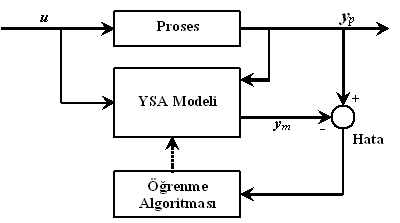 u
Proses
yp
YSA Modeli
+
ym
-
Hata
Öğrenme
Algoritması